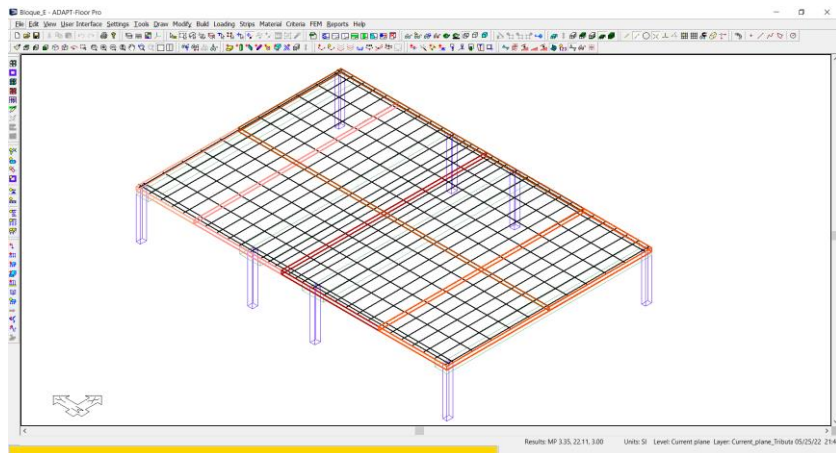 Bloque_E - ADAPT-Floor Pro
File Edit View User Interface Settings Tools Draw Modify Build Loading Strips Material Criteria FEM Reports Help
Results: MP 3.35, 22.11, 3.00 Units: SI Level: Current plane Layer: Current_plane_Tributa 05/25/22 21:4